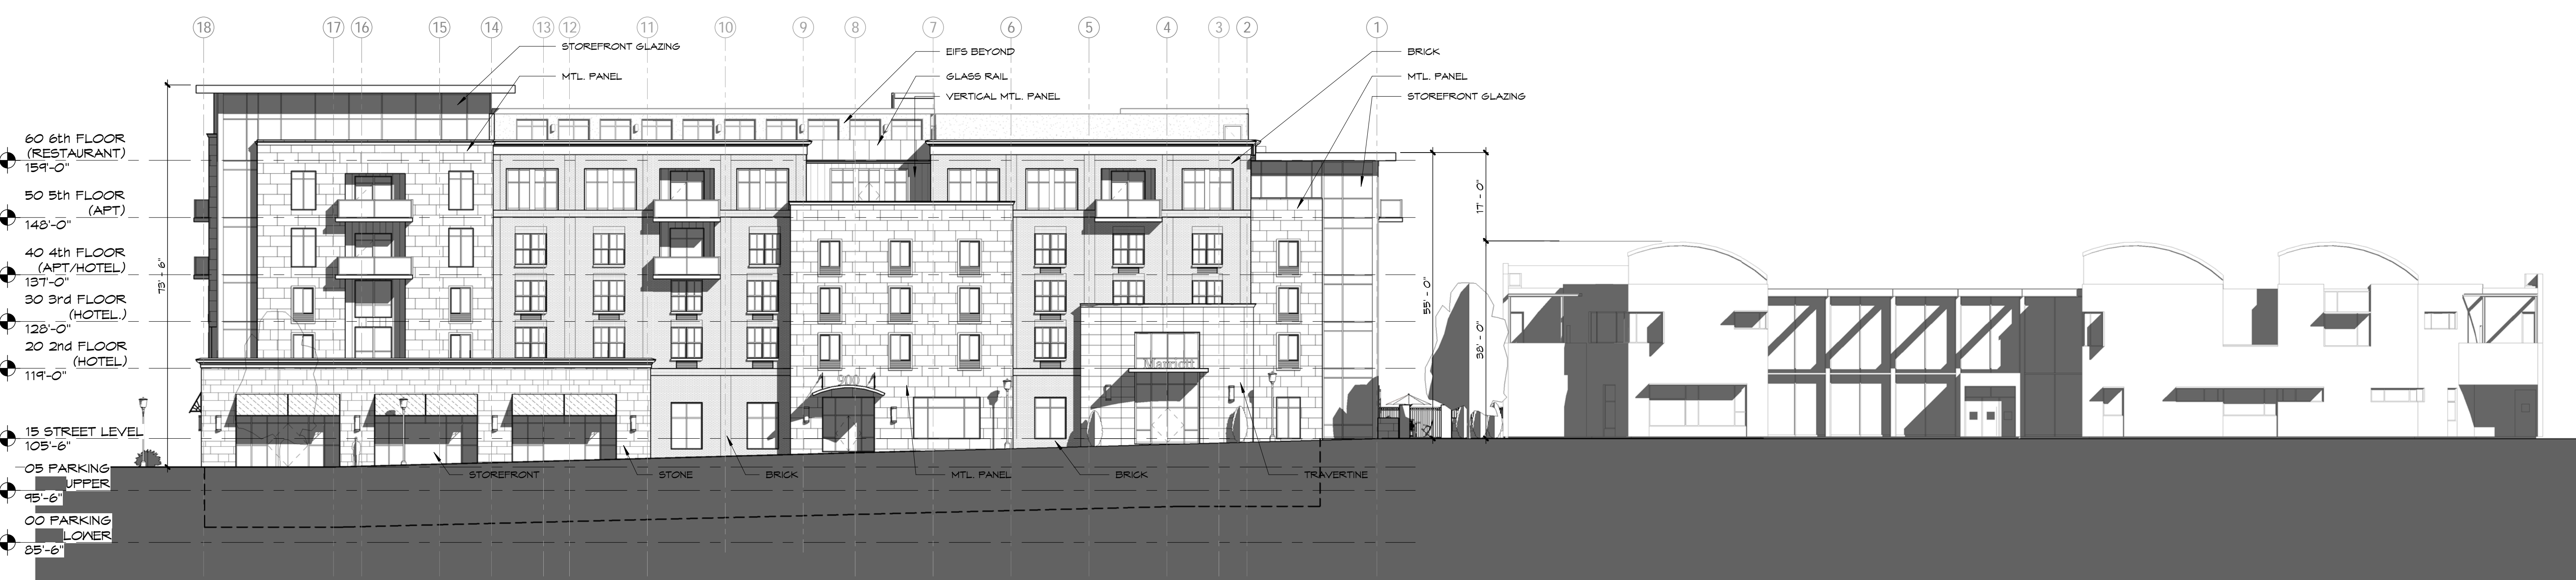 18 17 16 15 14 13 12 11 10 9 8 7 6 5 4 3 2 1
STOREFRONT GLAZING
MTL. PANEL
EIFS BEYOND
GLASS RAIL
VERTICAL MTL. PANEL
BRICK
MTL. PANEL
STOREFRONT GLAZING
60 6th FLOOR
(RESTAURANT)
159'-0"
50 5th FLOOR
(APT)
148'-0"
40 4th FLOOR
(APT/HOTEL)
137'-0"
30 3rd FLOOR
(HOTEL.)
128'-0"
20 2nd FLOOR
(HOTEL)
119'-0"
15 STREET LEVEL
105'-6"
05 PARKING
UPPER
95'-6"
00 PARKING
LOWER
85'-6"
73' - 6"
900
Marriott
55' - 0"
17' - 0"
38' - 0"
STOREFRONT
STONE
BRICK
MTL. PANEL
BRICK
TRAVERTINE